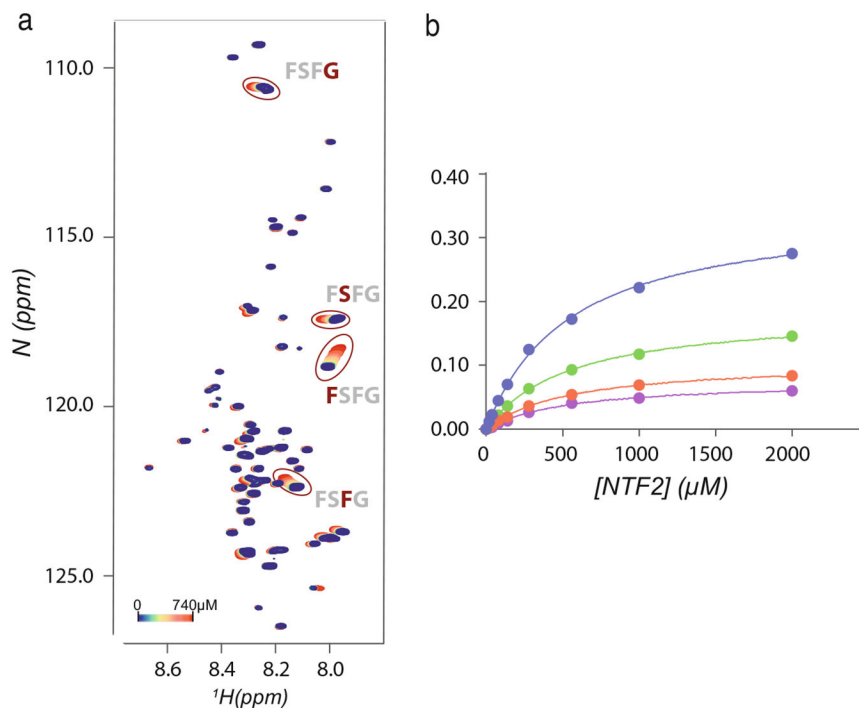 a
110.0
115.0
120.0
125.0
N (ppm)
FSFG
FSFG
FSFG
FSFG
0 740µM
8.6 8.4 8.2 8.0
¹H(ppm)
b
0.40
0.30
0.20
0.10
0.00
0 500 1000 1500 2000
[NTF2] (µM)